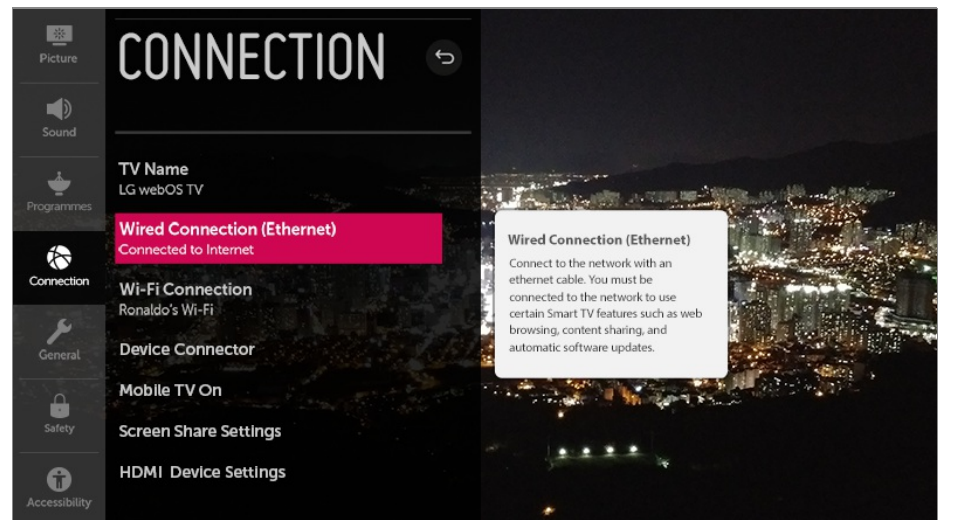 Picture
Sound
Programmes
Connection
General
Safety
Accessibility
CONNECTION
TV Name
LG webOS TV
Wired Connection (Ethernet)
Connected to Internet
Wi-Fi Connection
Ronaldo's Wi-Fi
Device Connector
Mobile TV On
Screen Share Settings
HDMI Device Settings
Wired Connection (Ethernet)
Connect to the network with an
ethernet cable. You must be
connected to the network to use
certain Smart TV features such as web
browsing, content sharing, and
automatic software updates.